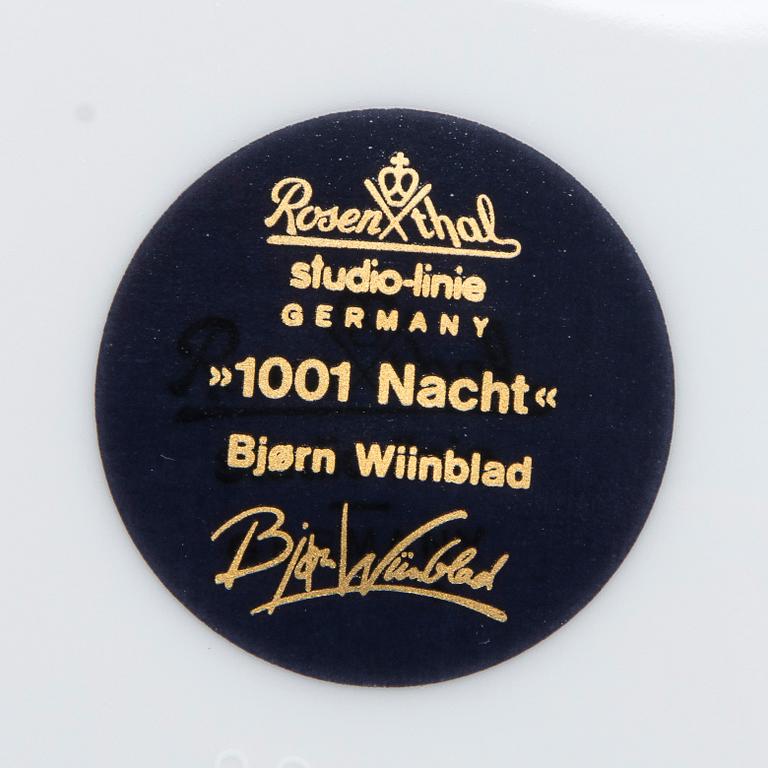 Rosenthal
studio-linie
GERMANY
»1001 Nacht«
Bjørn Wiinblad
Bjørn Wiinblad